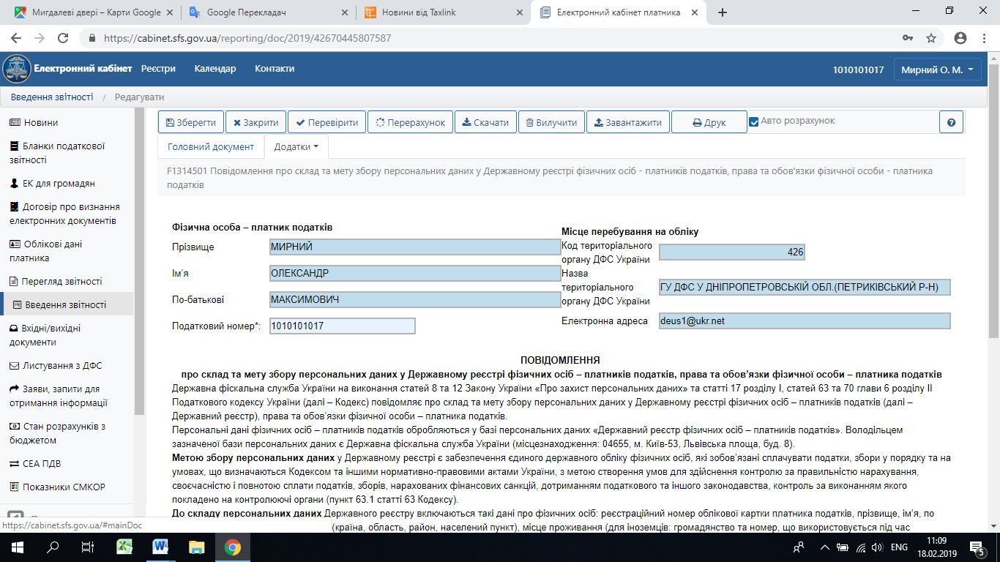 Мигдалеві двері – Карти Google
Google Перекладач
Новини від Taxlink
Електронний кабінет платника
https://cabinet.sfs.gov.ua/reporting/doc/2019/42670445807587
Електронний кабінет
Реєстри
Календар
Контакти
1010101017
Мирний О. М.
Введення звітності / Редагувати
Новини
Бланки податкової
звітності
ЕК для громадян
Договір про визнання
електронних документів
Облікові дані
платника
Перегляд звітності
Введення звітності
Вхідні/вихідні
документи
Листування з ДФС
Заяви, запити для
отримання інформації
Стан розрахунків з
бюджетом
СЕА ПДВ
Показники СМКОР
https://cabinet.sfs.gov.ua/#mainDoc
Зберегти
Закрити
Перевірити
Перерахунок
Скачати
Вилучити
Завантажити
Друк
Авто розрахунок
?
Головний документ
Додатки
F1314501 Повідомлення про склад та мету збору персональних даних у Державному реєстрі фізичних осіб - платників податків, права та обов'язки фізичної особи - платника
податків
Фізична особа – платник податків
Прізвище
МИРНИЙ
Ім’я
ОЛЕКСАНДР
По-батькові
МАКСИМОВИЧ
Податковий номер*:
1010101017
Місце перебування на обліку
Код територіального
органу ДФС України
426
Назва
територіального
органу ДФС України
ГУ ДФС У ДНІПРОПЕТРОВСЬКІЙ ОБЛ.(ПЕТРИКІВСЬКИЙ Р-Н)
Електронна адреса
deus1@ukr.net
ПОВІДОМЛЕННЯ
про склад та мету збору персональних даних у Державному реєстрі фізичних осіб – платників податків, права та обов’язки фізичної особи – платника податків
Державна фіскальна служба України на виконання статей 8 та 12 Закону України «Про захист персональних даних» та статті 17 розділу I, статей 63 та 70 глави 6 розділу II
Податкового кодексу України (далі – Кодекс) повідомляє про склад та мету збору персональних даних у Державному реєстрі фізичних осіб – платників податків (далі –
Державний реєстр), права та обов’язки фізичної особи – платника податків.
Персональні дані фізичних осіб – платників податків обробляються у базі персональних даних «Державний реєстр фізичних осіб – платників податків». Володільцем
зазначеної бази персональних даних є Державна фіскальна служба України (місцезнаходження: 04655, м. Київ-53, Львівська площа, буд. 8).
Метою збору персональних даних у Державному реєстрі є забезпечення єдиного державного обліку фізичних осіб, які зобов’язані сплачувати податки, збори у порядку та на
умовах, що визначаються Кодексом та іншими нормативно-правовими актами України, з метою створення умов для здійснення контролю за правильністю нарахування,
своєчасністю і повнотою сплати податків, зборів, нарахованих фінансових санкцій, дотриманням податкового та іншого законодавства, контроль за виконанням якого
покладено на контролюючі органи (пункт 63.1 статті 63 Кодексу).
До складу персональних даних Державного реєстру включаються такі дані про фізичних осіб: реєстраційний номер облікової картки платника податків, прізвище, ім’я, по
(країна, область, район, населений пункт), місце проживання (для іноземців: громадянство та номер, що використовується під час
ENG
11:09
18.02.2019
5